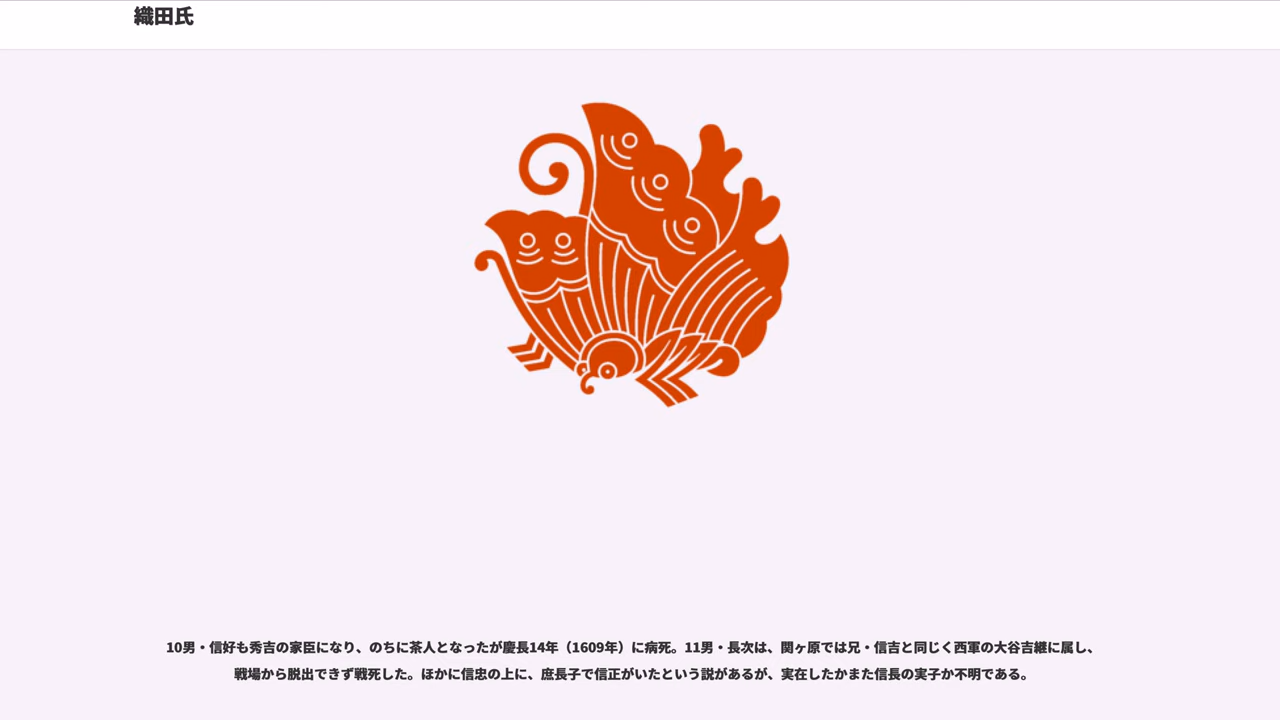 織田氏
10男・信好も秀吉の家臣になり、のちに茶人となったが慶長14年（1609年）に病死。11男・長次は、関ヶ原では兄・信吉と同じく西軍の大谷吉継に属し、
戦場から脱出できず戦死した。ほかに信忠の上に、庶長子で信正がいたという説があるが、実在したかまた信長の実子か不明である。